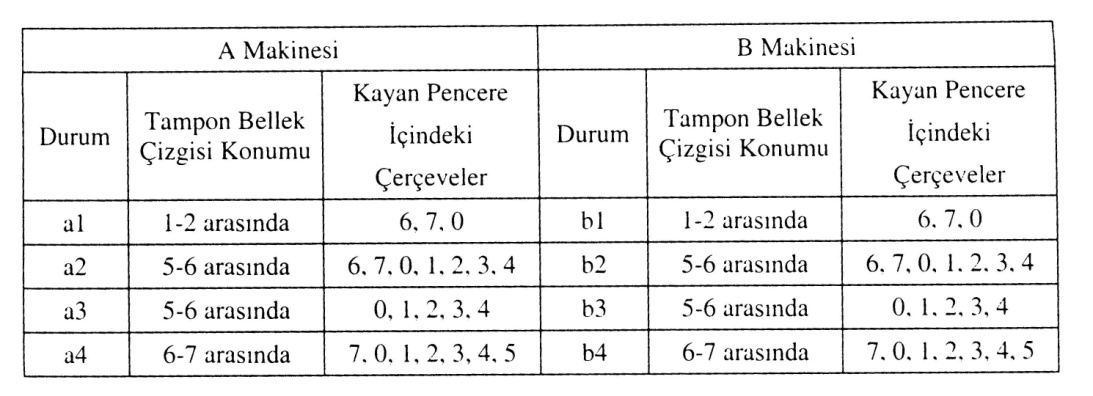 A Makinesi B Makinesi
Durum Tampon Bellek Çizgisi Konumu Kayan Pencere İçindeki Çerçeveler Durum Tampon Bellek Çizgisi Konumu Kayan Pencere İçindeki Çerçeveler
a1 1-2 arasında 6, 7, 0 b1 1-2 arasında 6, 7, 0
a2 5-6 arasında 6, 7, 0, 1, 2, 3, 4 b2 5-6 arasında 6, 7, 0, 1, 2, 3, 4
a3 5-6 arasında 0, 1, 2, 3, 4 b3 5-6 arasında 0, 1, 2, 3, 4
a4 6-7 arasında 7, 0, 1, 2, 3, 4, 5 b4 6-7 arasında 7, 0, 1, 2, 3, 4, 5